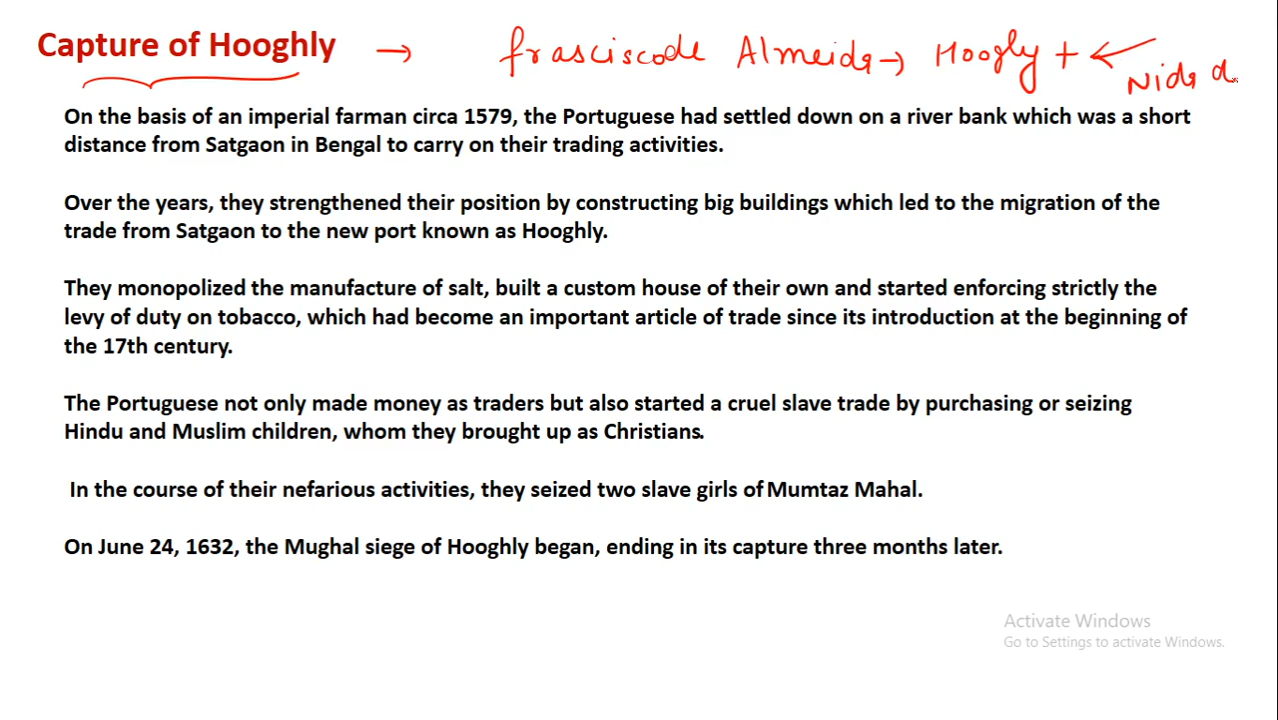 Capture of Hooghly → frasciscode Almeida → Hoogly + ←
Nida d
On the basis of an imperial farman circa 1579, the Portuguese had settled down on a river bank which was a short
distance from Satgaon in Bengal to carry on their trading activities.
Over the years, they strengthened their position by constructing big buildings which led to the migration of the
trade from Satgaon to the new port known as Hooghly.
They monopolized the manufacture of salt, built a custom house of their own and started enforcing strictly the
levy of duty on tobacco, which had become an important article of trade since its introduction at the beginning of
the 17th century.
The Portuguese not only made money as traders but also started a cruel slave trade by purchasing or seizing
Hindu and Muslim children, whom they brought up as Christians.
In the course of their nefarious activities, they seized two slave girls of Mumtaz Mahal.
On June 24, 1632, the Mughal siege of Hooghly began, ending in its capture three months later.
Activate Windows
Go to Settings to activate Windows.